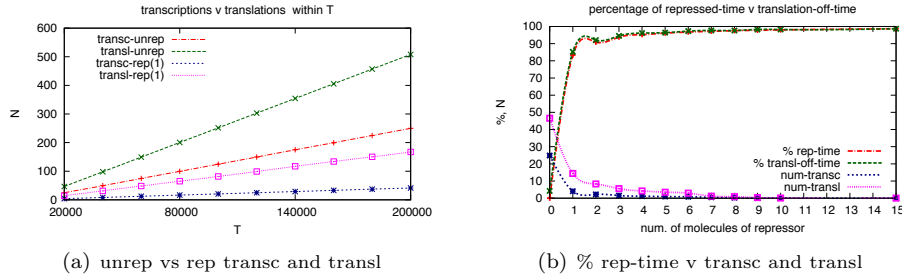 transcriptions v translations within T
600
500
400
300
200
100
0
N
transc-unrep
transl-unrep
transc-rep(1)
transl-rep(1)
20000 80000 140000 200000
T
(a) unrep vs rep transc and transl
percentage of repressed-time v translation-off-time
100
90
80
70
60
50
40
30
20
10
0
%, N
% rep-time
% transl-off-time
num-transc
num-transl
0 1 2 3 4 5 6 7 8 9 10 11 12 13 14 15
num. of molecules of repressor
(b) % rep-time v transc and transl